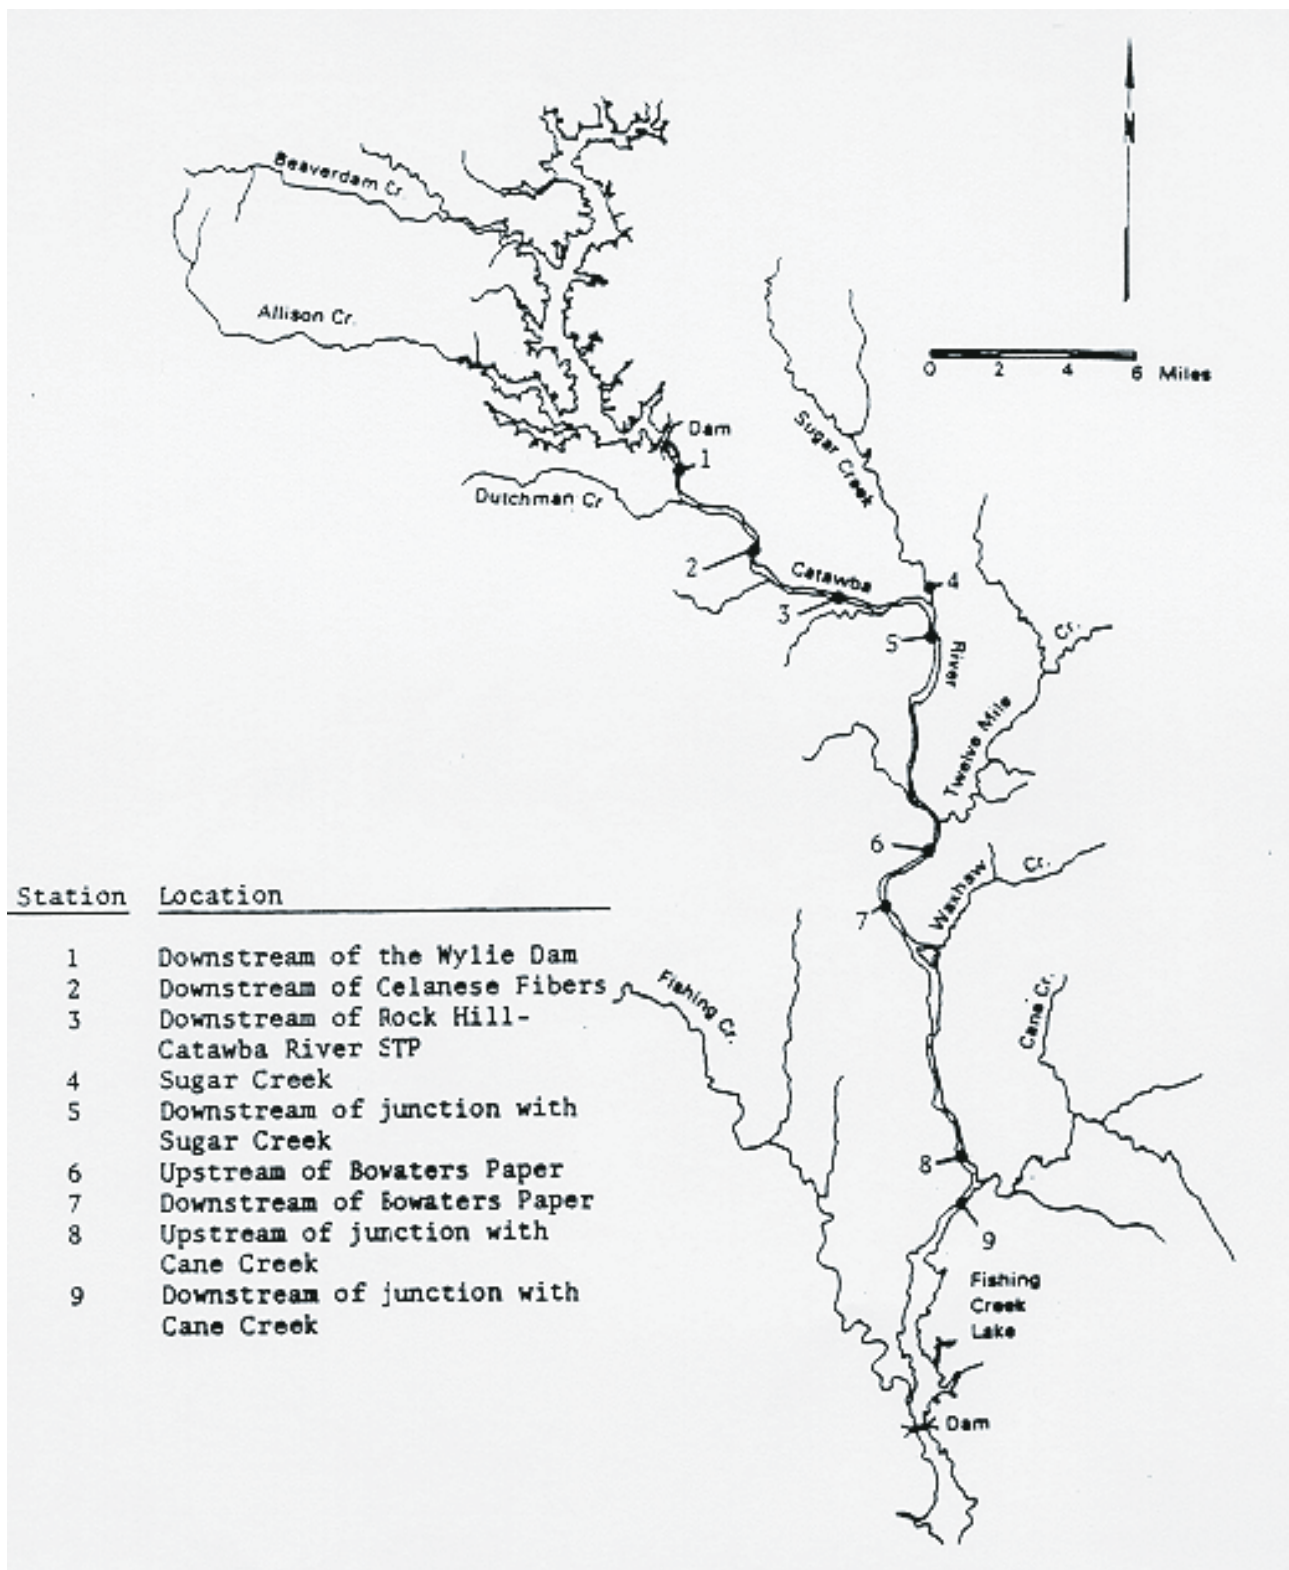 N
Beaverdam Cr.
Allison Cr.
0 2 4 6 Miles
Dam
1
Sugar Creek
Dutchman Cr
2
Catawba
3
4
5
River
Cr.
Twelve Mile
6
Cr.
Waxhaw
7
Fishing Cr.
Cane Cr.
8
9
Fishing
Creek
Lake
Dam
Station Location
1 Downstream of the Wylie Dam
2 Downstream of Celanese Fibers
3 Downstream of Rock Hill-
Catawba River STP
4 Sugar Creek
5 Downstream of junction with
Sugar Creek
6 Upstream of Bowaters Paper
7 Downstream of Bowaters Paper
8 Upstream of junction with
Cane Creek
9 Downstream of junction with
Cane Creek